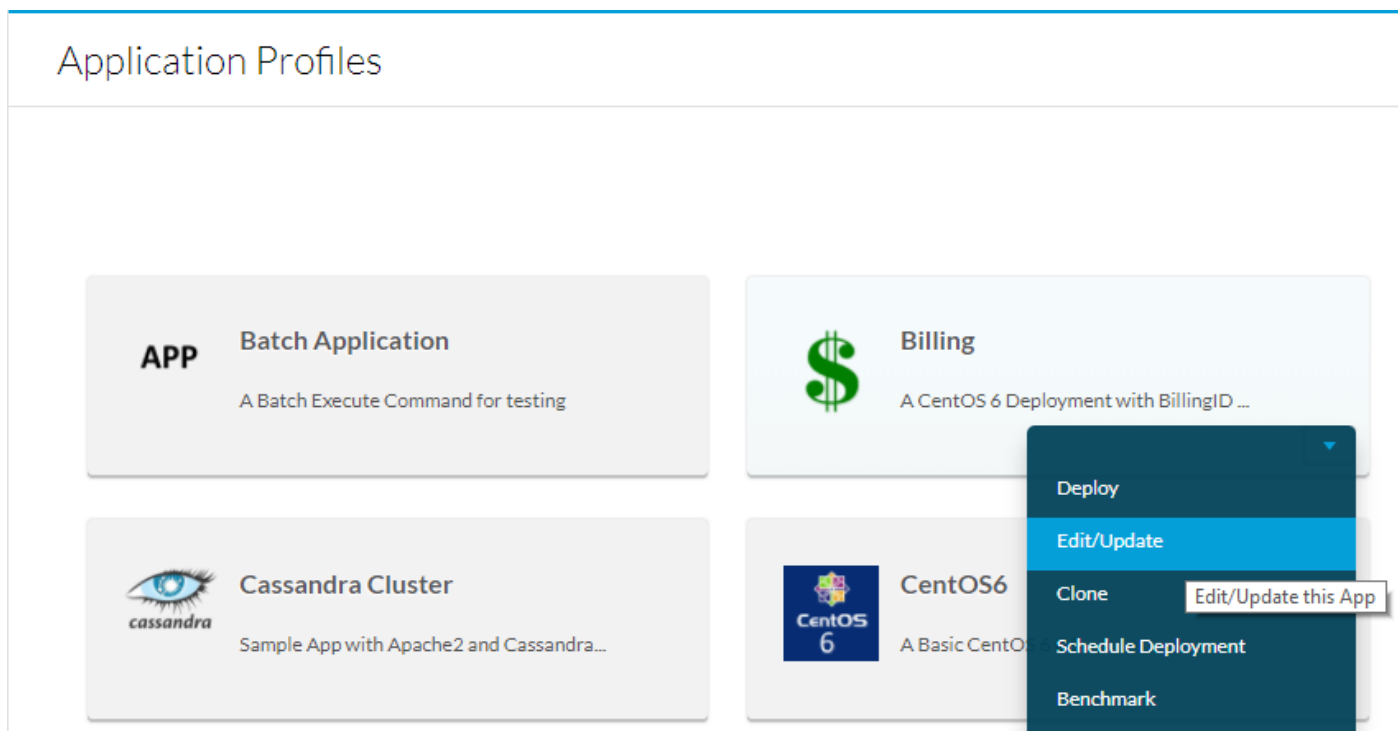 Application Profiles
APP
Batch Application
A Batch Execute Command for testing
$
Billing
A CentOS 6 Deployment with BillingID ...
Deploy
Edit/Update
Clone
Edit/Update this App
Schedule Deployment
Benchmark
cassandra
Cassandra Cluster
Sample App with Apache2 and Cassandra...
CentOS
6
CentOS6
A Basic CentOS